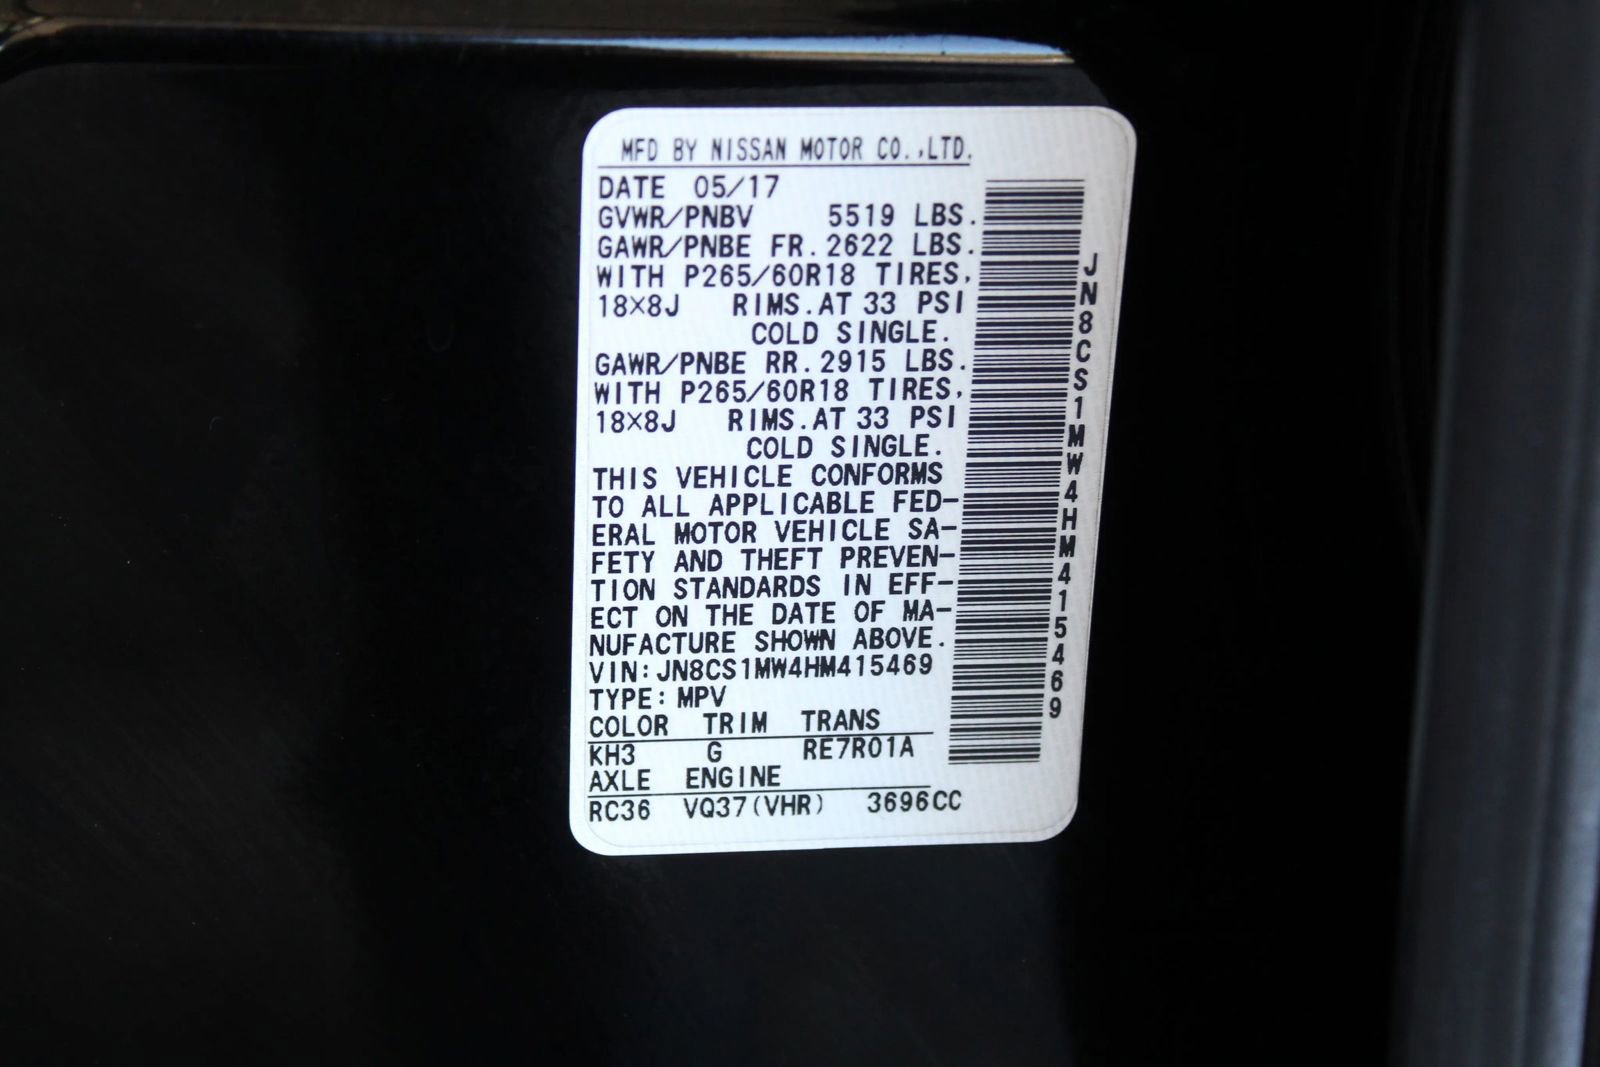 MFD BY NISSAN MOTOR CO.,LTD.
DATE 05/17
GVWR/PNBV 5519 LBS.
GAWR/PNBE FR. 2622 LBS.
WITH P265/60R18 TIRES,
18×8J RIMS. AT 33 PSI
COLD SINGLE.
GAWR/PNBE RR. 2915 LBS.
WITH P265/60R18 TIRES,
18×8J RIMS. AT 33 PSI
COLD SINGLE.
THIS VEHICLE CONFORMS
TO ALL APPLICABLE FED-
ERAL MOTOR VEHICLE SA-
FETY AND THEFT PREVEN-
TION STANDARDS IN EFF-
ECT ON THE DATE OF MA-
NUFACTURE SHOWN ABOVE.
VIN:JN8CS1MW4HM415469
TYPE:MPV
COLOR TRIM TRANS
KH3 G RE7R01A
AXLE ENGINE
RC36 VQ37(VHR) 3696CC
JN8CS1MW4HM415469